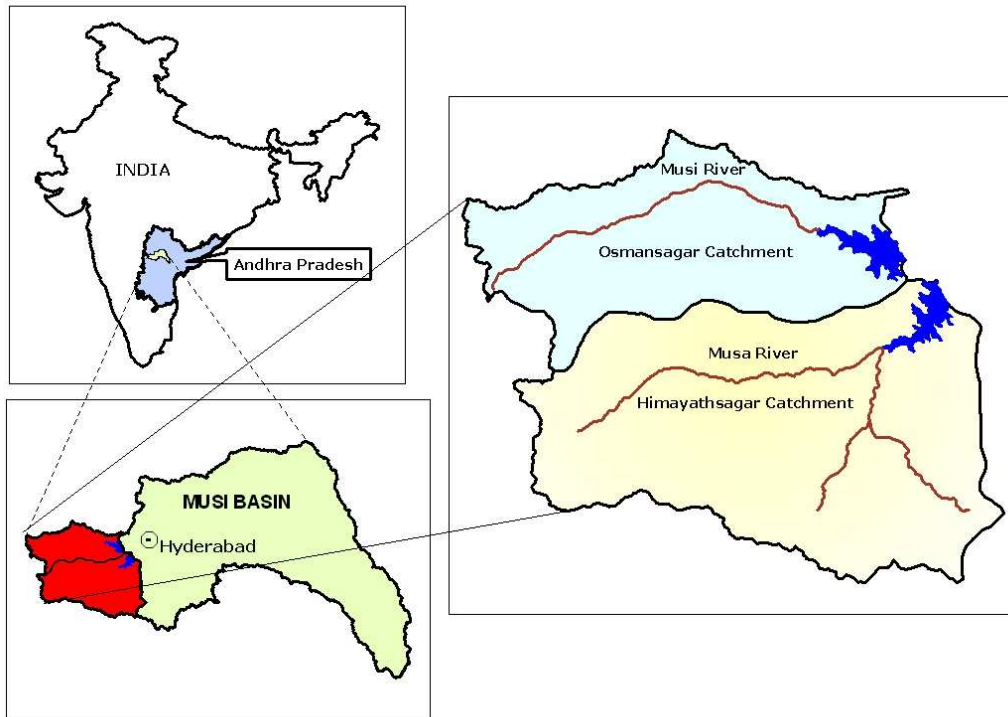 INDIA
Andhra Pradesh
MUSI BASIN
Hyderabad
Musi River
Osmansagar Catchment
Musa River
Himayathsagar Catchment